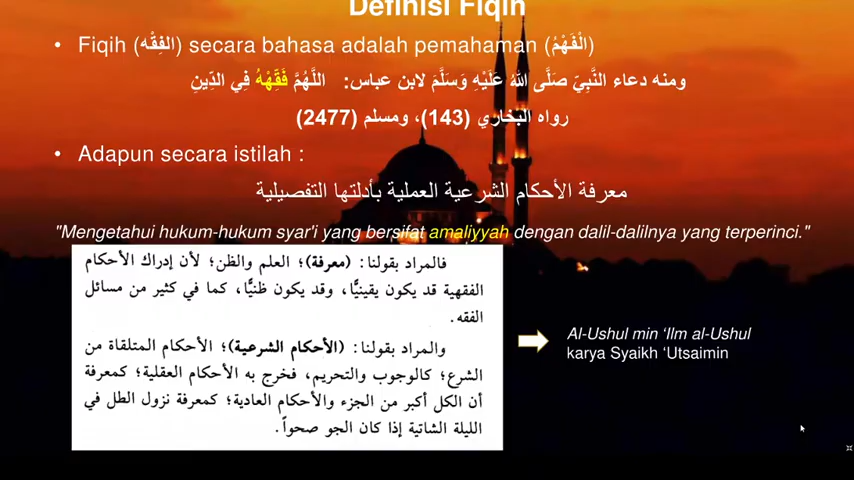 Definisi Fiqih
• Fiqih (الفِقْه) secara bahasa adalah pemahaman (الْفَهْمُ)
ومنه دعاء النَّبِيّ صَلَّى اللهُ عَلَيْهِ وَسَلَّمَ لابن عباس: اللَّهُمَّ فَقِّهْهُ فِي الدِّينِ
رواه البخاري (143)، ومسلم (2477)
• Adapun secara istilah :
معرفة الأحكام الشرعية العملية بأدلتها التفصيلية
"Mengetahui hukum-hukum syar'i yang bersifat amaliyyah dengan dalil-dalilnya yang terperinci."
فالمراد بقولنا: (معرفة)؛ العلم والظن؛ لأن إدراك الأحكام
الفقهية قد يكون يقينيًّا، وقد يكون ظنيًّا، كما في كثير من مسائل
الفقه.
والمراد بقولنا: (الأحكام الشرعية)؛ الأحكام المتلقاة من
الشرع؛ كالوجوب والتحريم، فخرج به الأحكام العقلية؛ كمعرفة
أن الكل أكبر من الجزء والأحكام العادية؛ كمعرفة نزول الطل في
الليلة الشاتية إذا كان الجو صحواً.
Al-Ushul min ‘Ilm al-Ushul
karya Syaikh ‘Utsaimin